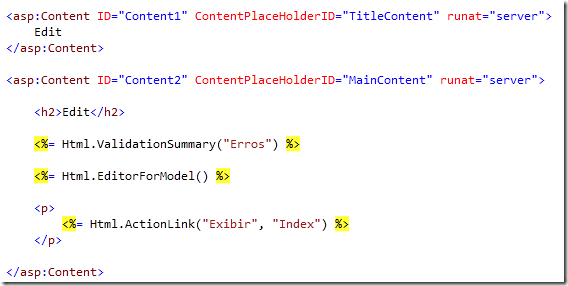 <asp:Content ID="Content1" ContentPlaceHolderID="TitleContent" runat="server">
    Edit
</asp:Content>
<asp:Content ID="Content2" ContentPlaceHolderID="MainContent" runat="server">
    <h2>Edit</h2>
    <%= Html.ValidationSummary("Erros") %>
    <%= Html.EditorForModel() %>
    <p>
        <%= Html.ActionLink("Exibir", "Index") %>
    </p>
</asp:Content>